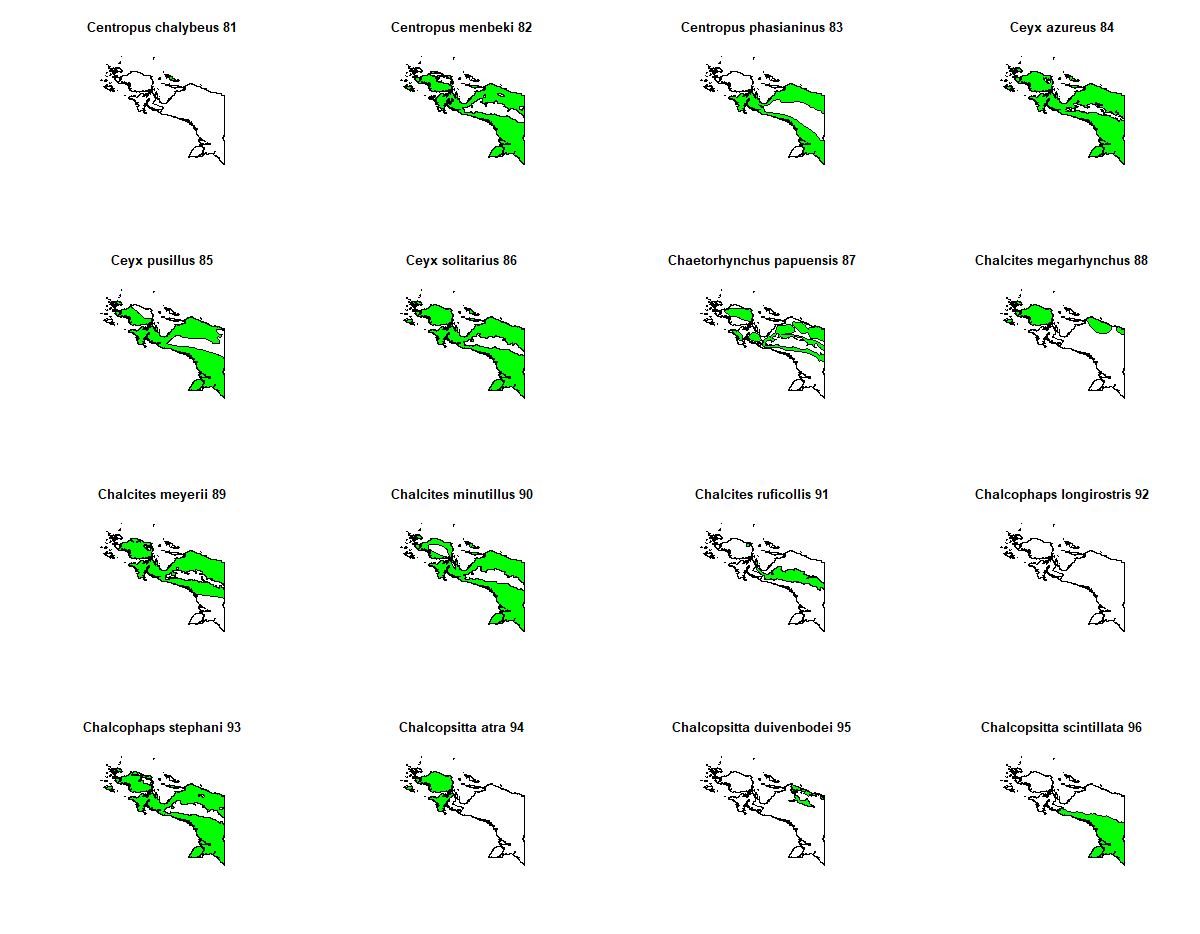 Centropus chalybeus 81
Centropus menbeki 82
Centropus phasianinus 83
Ceyx azureus 84
Ceyx pusillus 85
Ceyx solitarius 86
Chaetorhynchus papuensis 87
Chalcites megarhynchus 88
Chalcites meyerii 89
Chalcites minutillus 90
Chalcites ruficollis 91
Chalcophaps longirostris 92
Chalcophaps stephani 93
Chalcopsitta atra 94
Chalcopsitta duivenbodei 95
Chalcopsitta scintillata 96